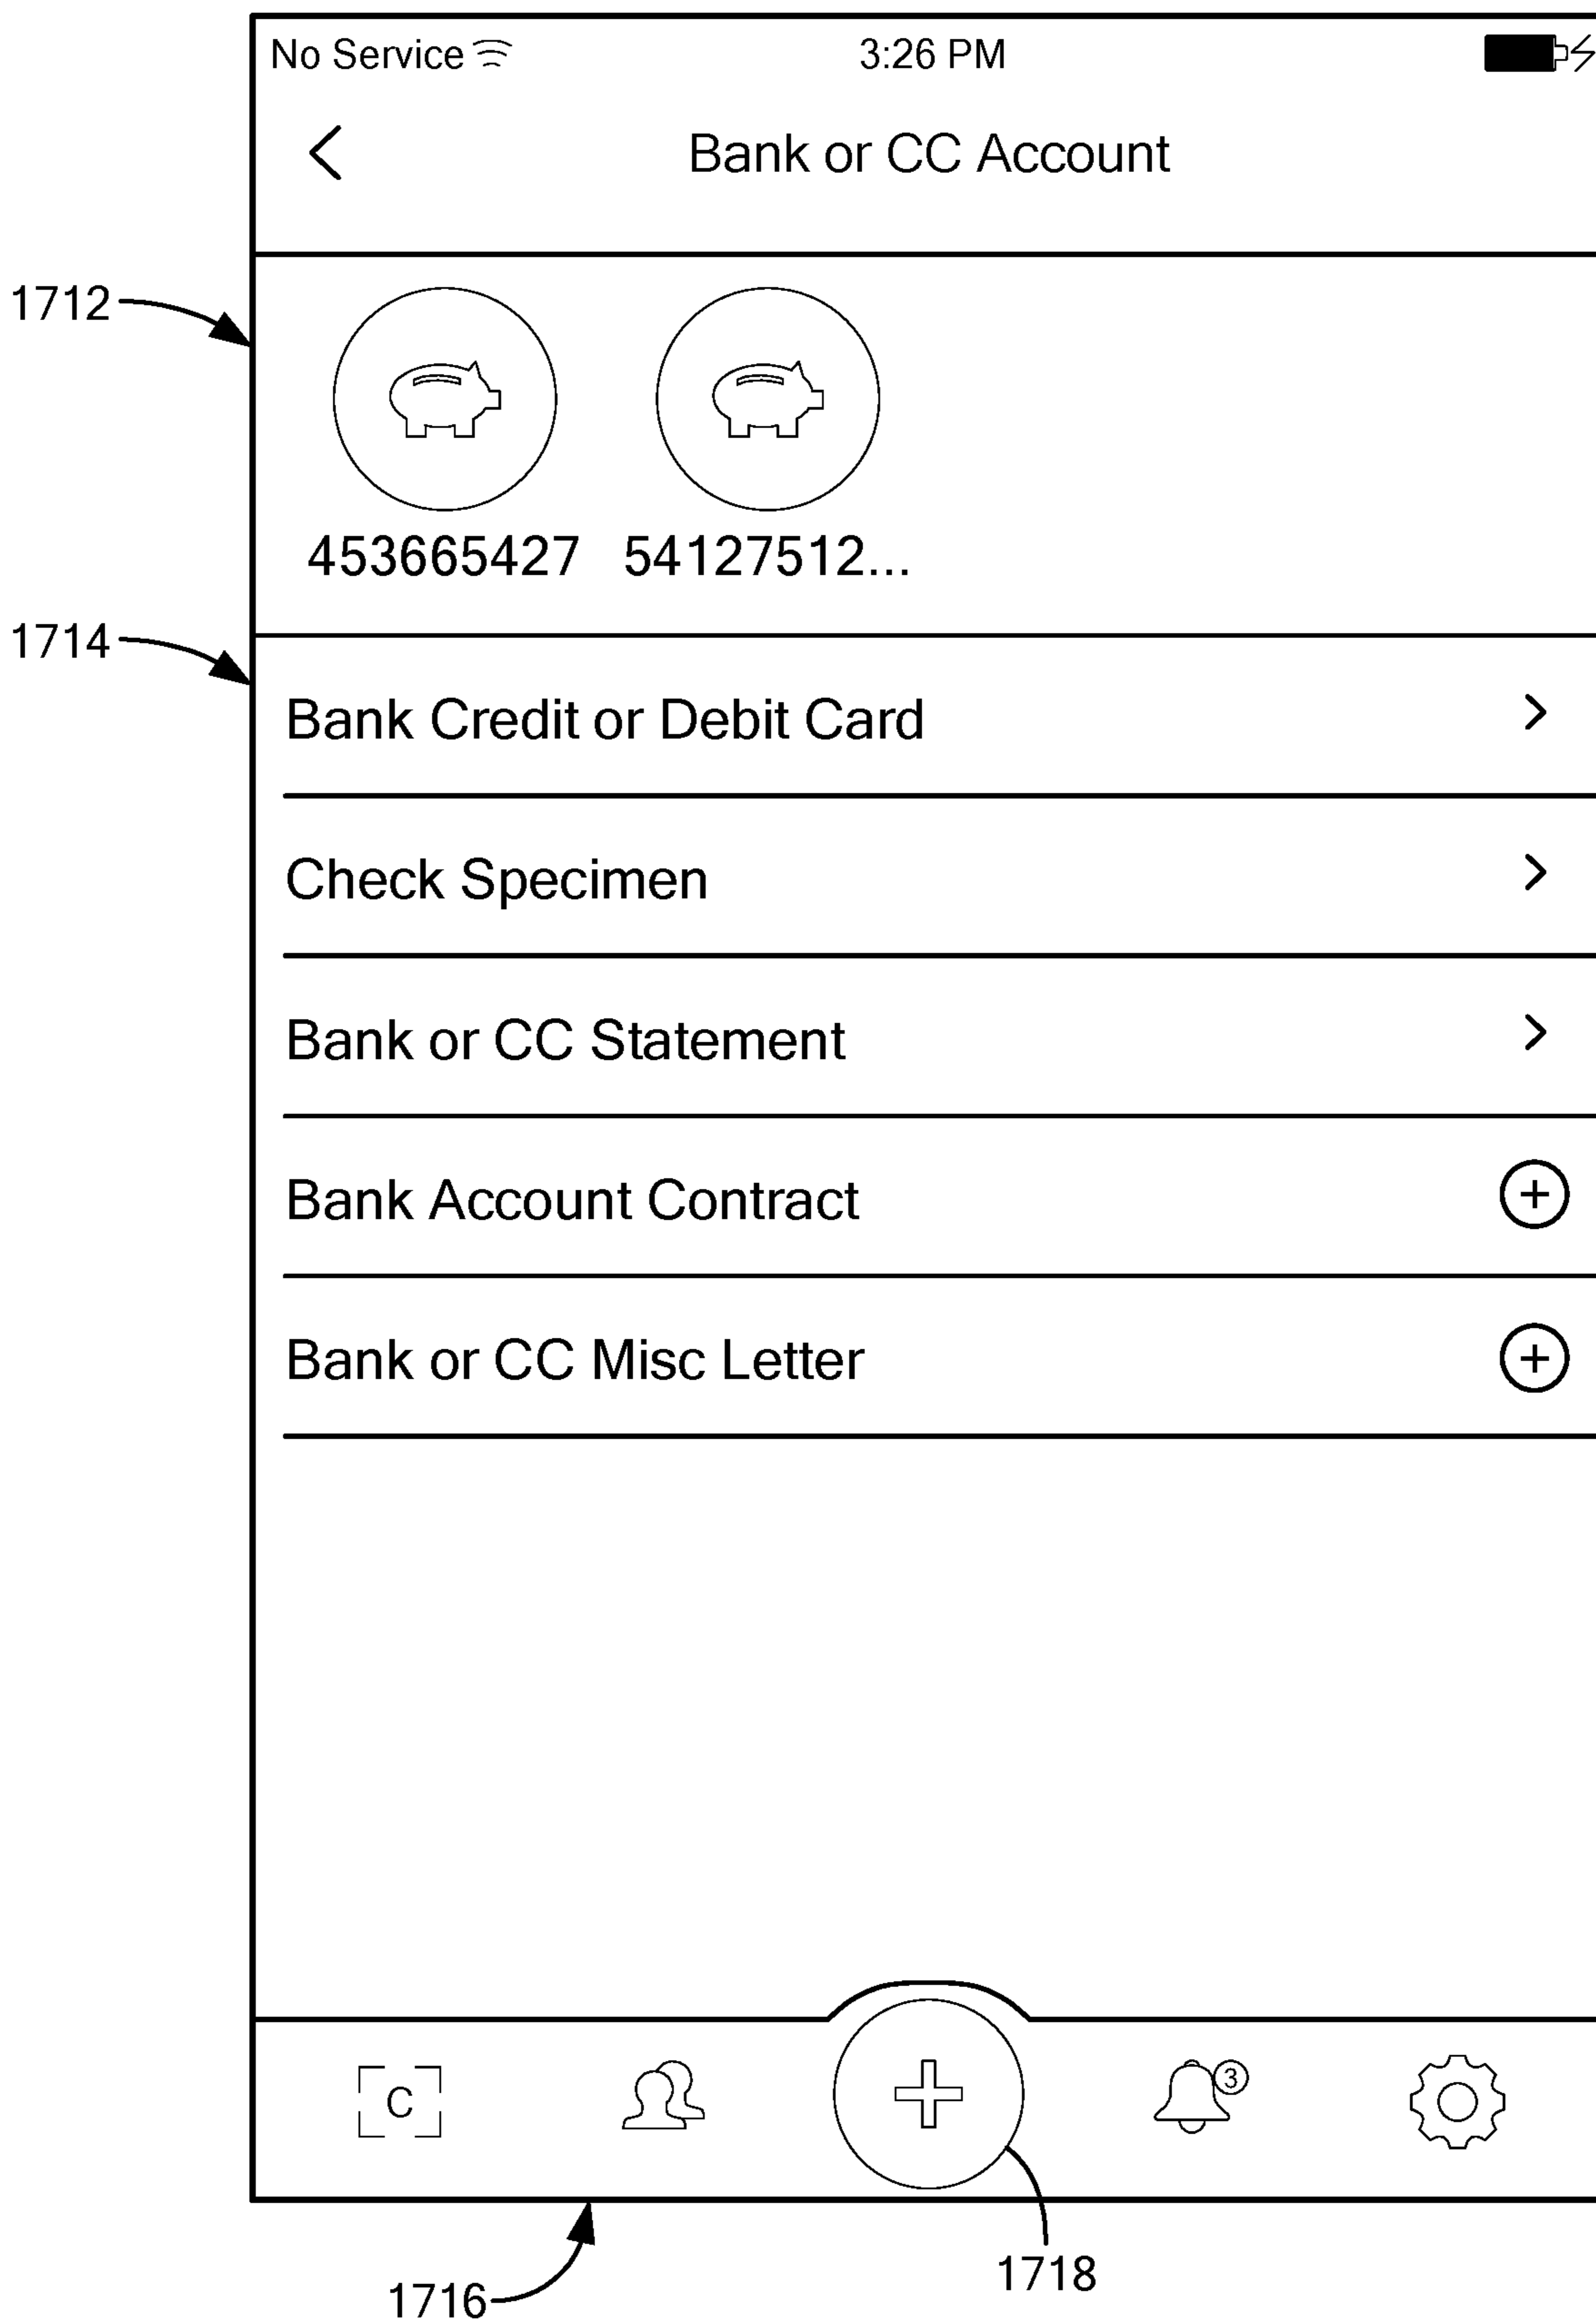 No Service 3:26 PM
Bank or CC Account
1712
453665427 54127512...
1714
Bank Credit or Debit Card
Check Specimen
Bank or CC Statement
Bank Account Contract
Bank or CC Misc Letter
C 3
1718
1716